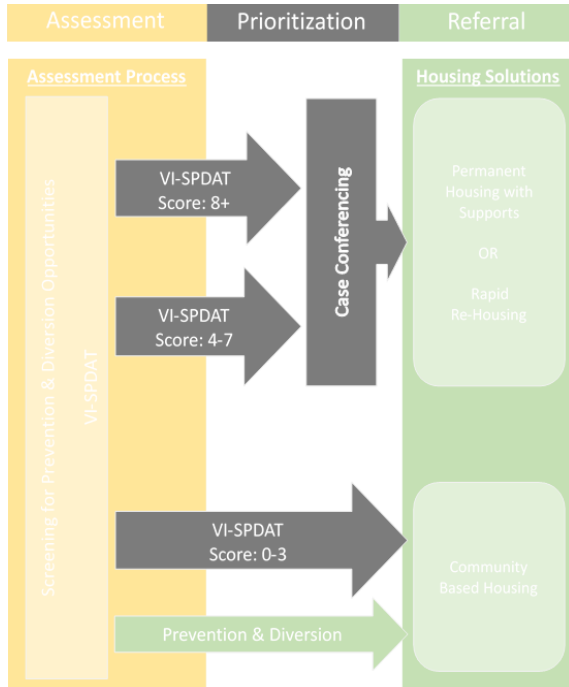 Assessment
Prioritization
Referral
Assessment Process
Housing Solutions
Screening for Prevention & Diversion Opportunities
VI-SPDAT
VI-SPDAT
Score: 8+
VI-SPDAT
Score: 4-7
Case Conferencing
Permanent
Housing with
Supports
OR
Rapid
Re-Housing
VI-SPDAT
Score: 0-3
Community
Based Housing
Prevention & Diversion